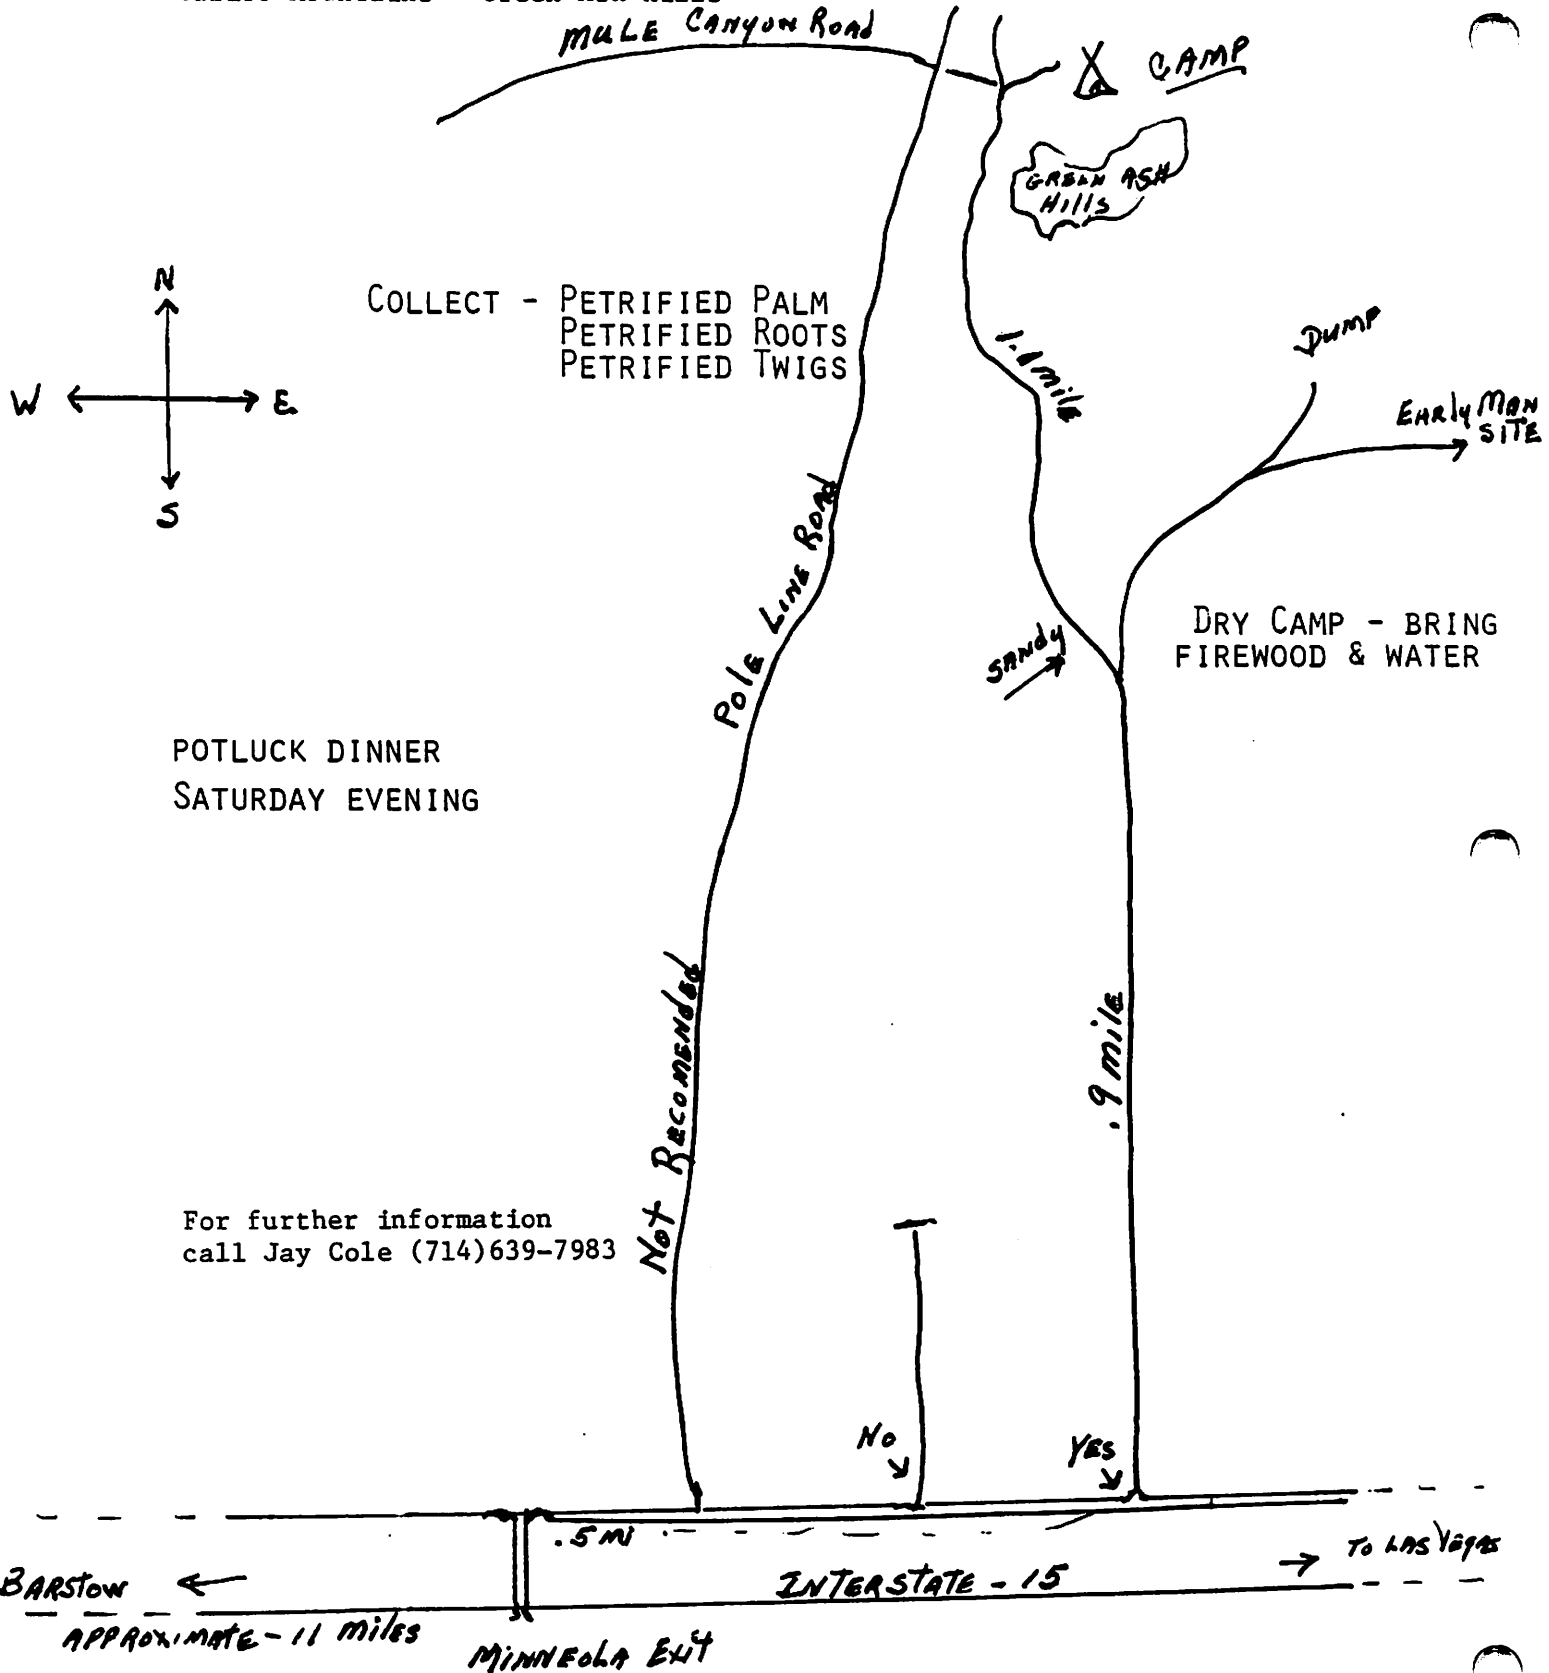 MULE CANYON ROAD
CAMP
GREEN ASH
Hills
N
W
E
S
COLLECT - PETRIFIED PALM
PETRIFIED ROOTS
PETRIFIED TWIGS
DUMP
EARLY MAN
SITE
POLE LINE ROAD
SANDY
DRY CAMP - BRING
FIREWOOD & WATER
POTLUCK DINNER
SATURDAY EVENING
NOT RECOMENDED
.9 mile
For further information
call Jay Cole (714)639-7983
NO
YES
.5 MI
BARSTOW
INTERSTATE - 15
TO LAS VEGAS
APPROXIMATE - 11 MILES
MINNEOLA EXIT